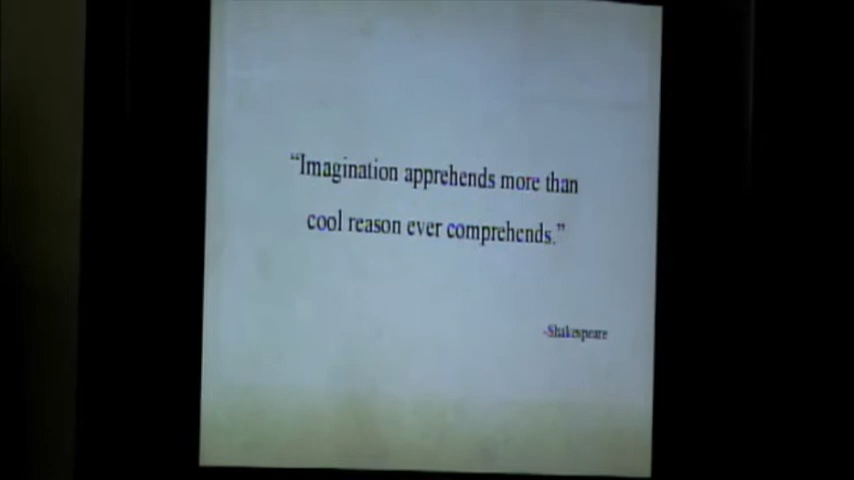 “Imagination apprehends more than
cool reason ever comprehends.”
-Shakespeare